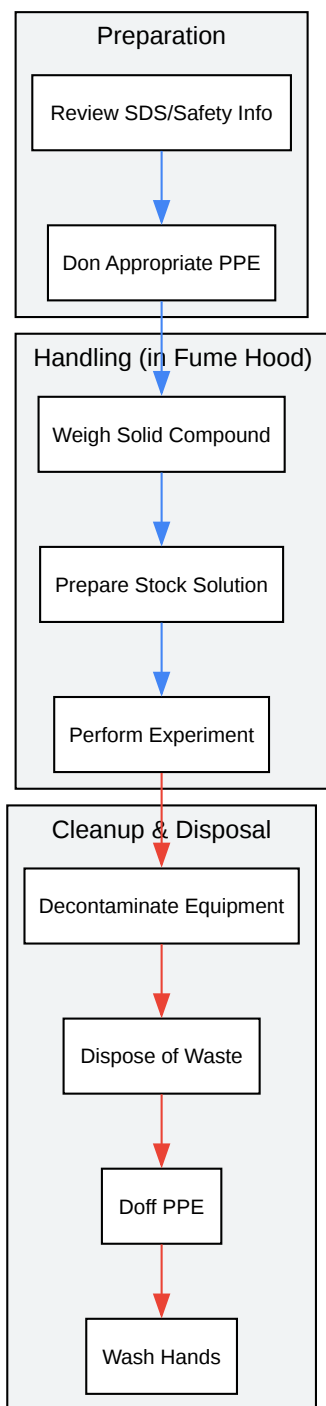 Preparation
Review SDS/Safety Info
Don Appropriate PPE
Handling (in Fume Hood)
Weigh Solid Compound
Prepare Stock Solution
Perform Experiment
Cleanup & Disposal
Decontaminate Equipment
Dispose of Waste
Doff PPE
Wash Hands